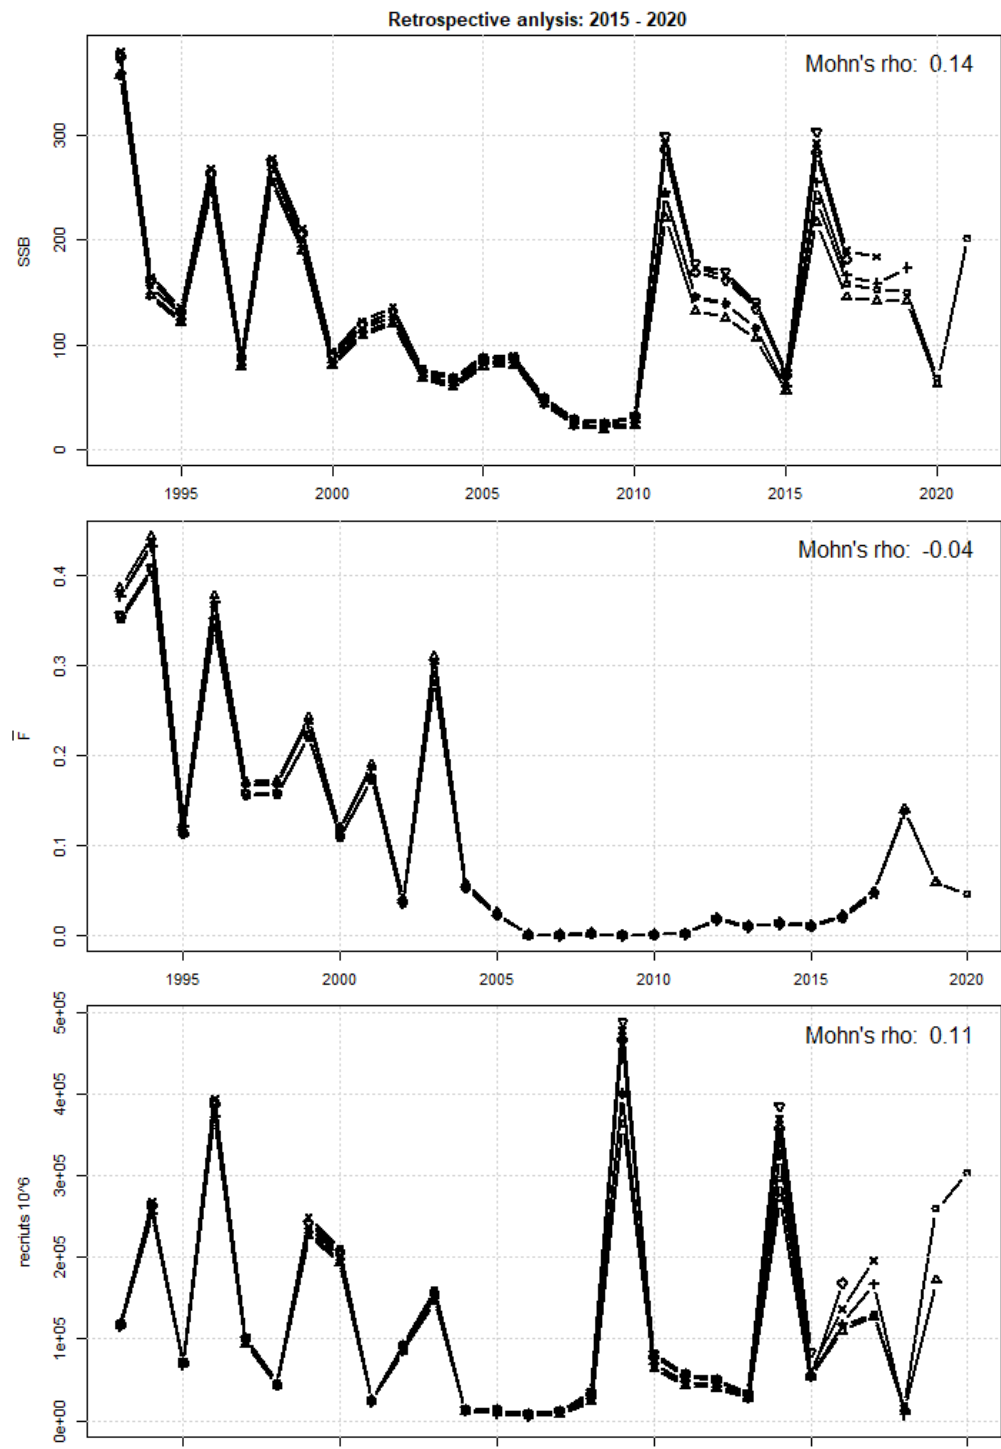 Retrospective anlysis: 2015 - 2020
Mohn's rho: 0.14
SSB
300
200
100
0
1995 2000 2005 2010 2015 2020
Mohn's rho: -0.04
F
0.4
0.3
0.2
0.1
0.0
1995 2000 2005 2010 2015 2020
Mohn's rho: 0.11
recriuts 10^6
5e+05
4e+05
3e+05
2e+05
1e+05
0e+00